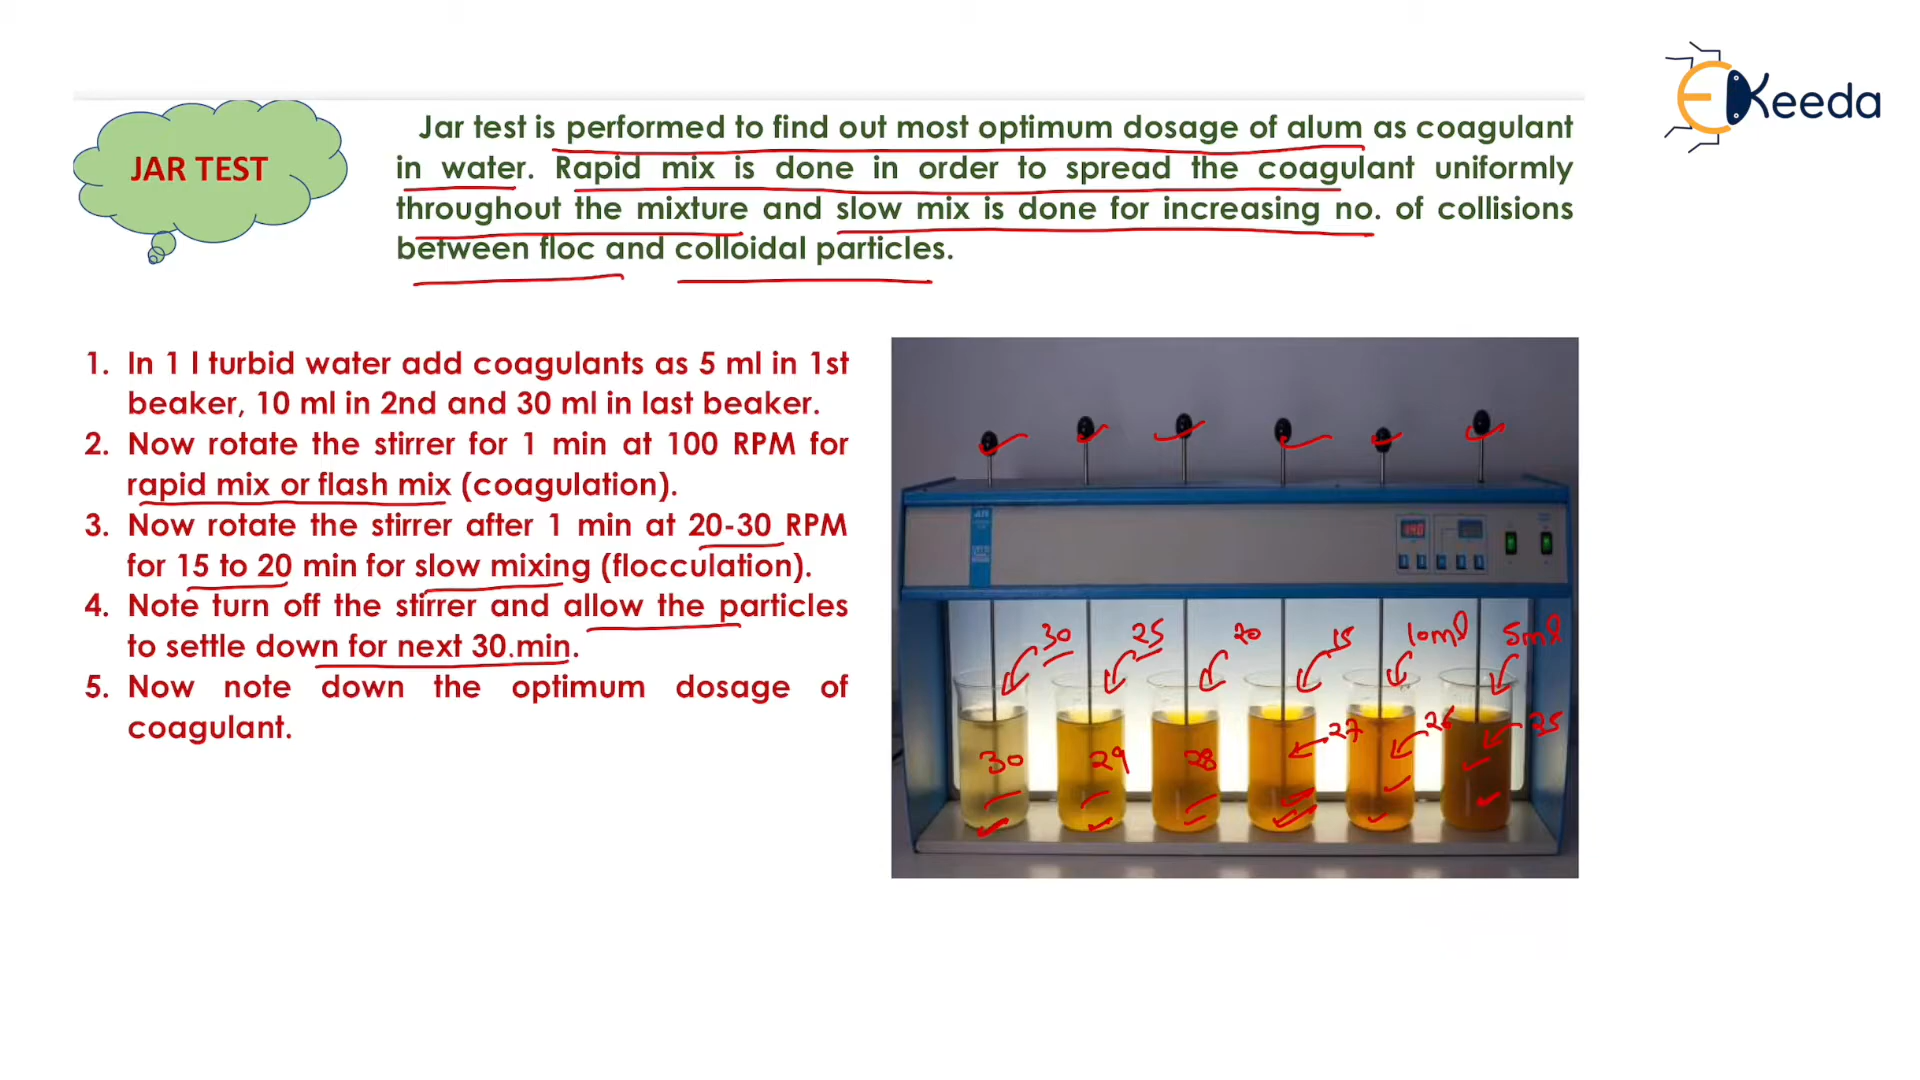 Keeda
JAR TEST
Jar test is performed to find out most optimum dosage of alum as coagulant
in water. Rapid mix is done in order to spread the coagulant uniformly
throughout the mixture and slow mix is done for increasing no. of collisions
between floc and colloidal particles.
1. In 1 l turbid water add coagulants as 5 ml in 1st
beaker, 10 ml in 2nd and 30 ml in last beaker.
2. Now rotate the stirrer for 1 min at 100 RPM for
rapid mix or flash mix (coagulation).
3. Now rotate the stirrer after 1 min at 20-30 RPM
for 15 to 20 min for slow mixing (flocculation).
4. Note turn off the stirrer and allow the particles
to settle down for next 30.min.
5. Now note down the optimum dosage of
coagulant.
30 25 20 15 10ml 5ml
30 29 28 27 26